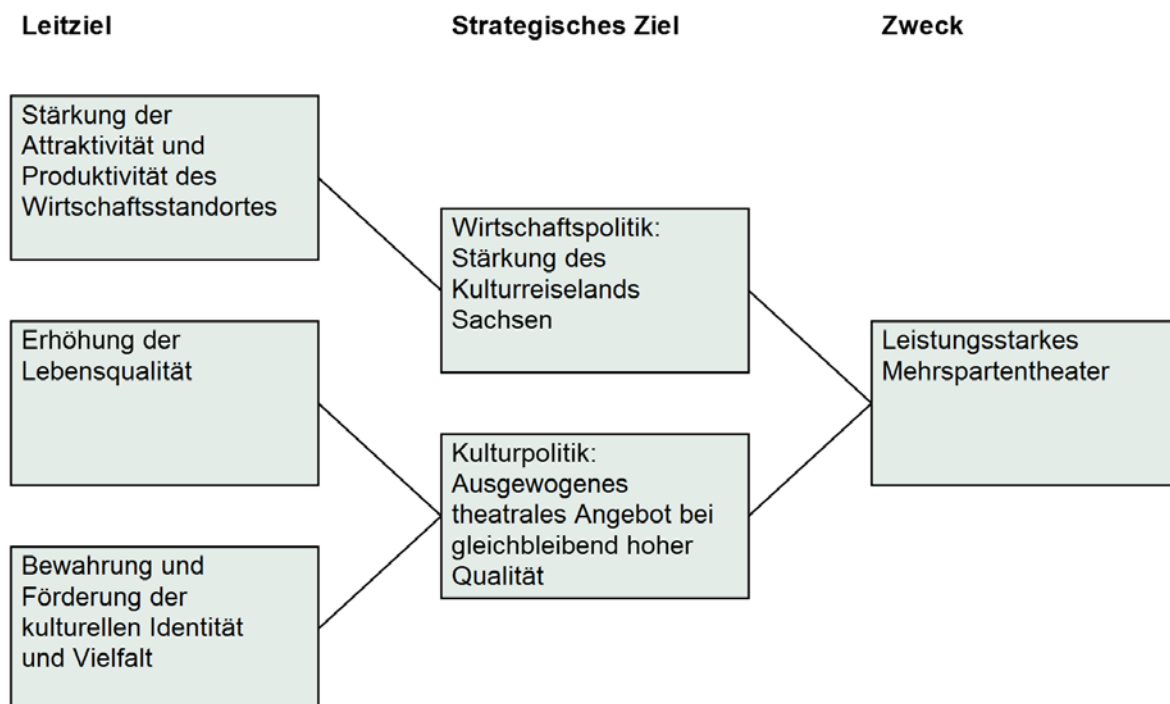 Leitziel
Strategisches Ziel
Zweck
Stärkung der
Attraktivität und
Produktivität des
Wirtschaftsstandortes
Erhöhung der
Lebensqualität
Bewahrung und
Förderung der
kulturellen Identität
und Vielfalt
Wirtschaftspolitik:
Stärkung des
Kulturreiselands
Sachsen
Kulturpolitik:
Ausgewogenes
theatrales Angebot bei
gleichbleibend hoher
Qualität
Leistungsstarkes
Mehrspartentheater